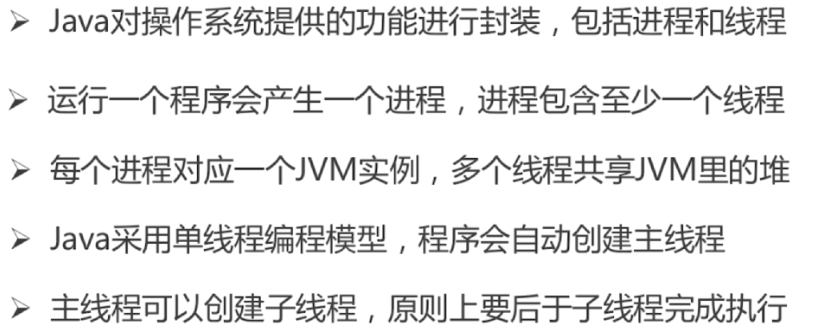 ➢ Java对操作系统提供的功能进行封装，包括进程和线程
➢ 运行一个程序会产生一个进程，进程包含至少一个线程
➢ 每个进程对应一个JVM实例，多个线程共享JVM里的堆
➢ Java采用单线程编程模型，程序会自动创建主线程
➢ 主线程可以创建子线程，原则上要后于子线程完成执行